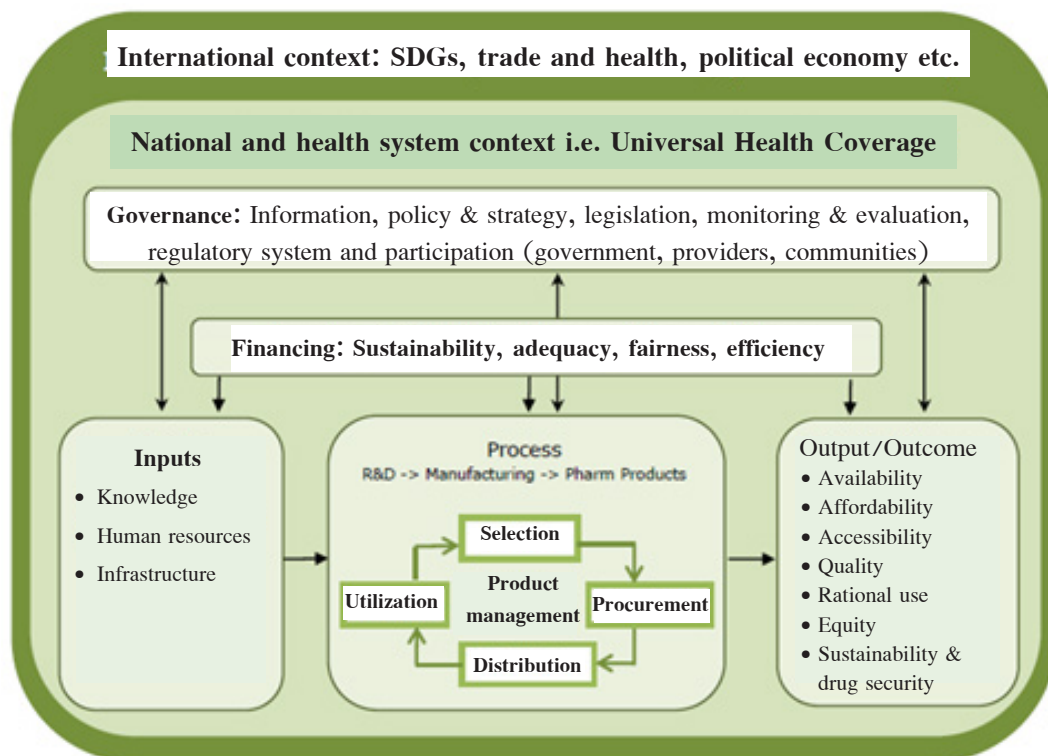 International context: SDGs, trade and health, political economy etc.
National and health system context i.e. Universal Health Coverage
Governance: Information, policy & strategy, legislation, monitoring & evaluation,
regulatory system and participation (government, providers, communities)
Financing: Sustainability, adequacy, fairness, efficiency
Inputs
• Knowledge
• Human resources
• Infrastructure
Process
R&D -> Manufacturing -> Pharm Products
Selection
Product
management
Utilization
Procurement
Distribution
Output/Outcome
• Availability
• Affordability
• Accessibility
• Quality
• Rational use
• Equity
• Sustainability &
drug security